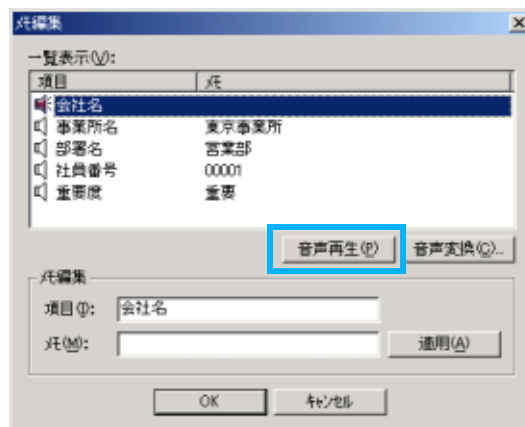 メモ編集
一覧表示(V):
項目 メモ
会社名
事業所名 東京事業所
部署名 営業部
社員番号 00001
重要度 重要
音声再生(P) 音声変換(C)...
メモ編集
項目(I): 会社名
メモ(M): 適用(A)
OK キャンセル